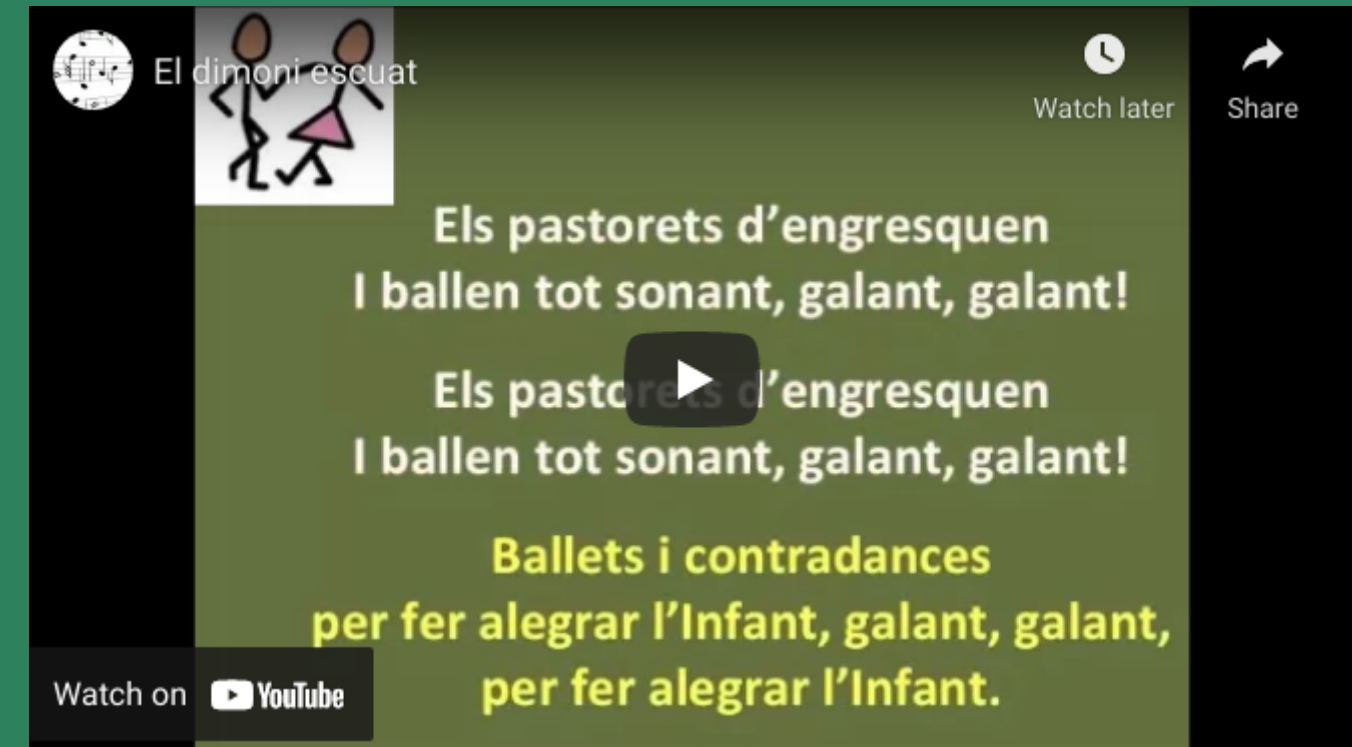 El dimoni escuat
Watch later
Share
Els pastorets d’engresquen
I ballen tot sonant, galant, galant!
Els pastorets d’engresquen
I ballen tot sonant, galant, galant!
Ballets i contradances
per fer alegrar l’Infant, galant, galant,
per fer alegrar l’Infant.
Watch on YouTube